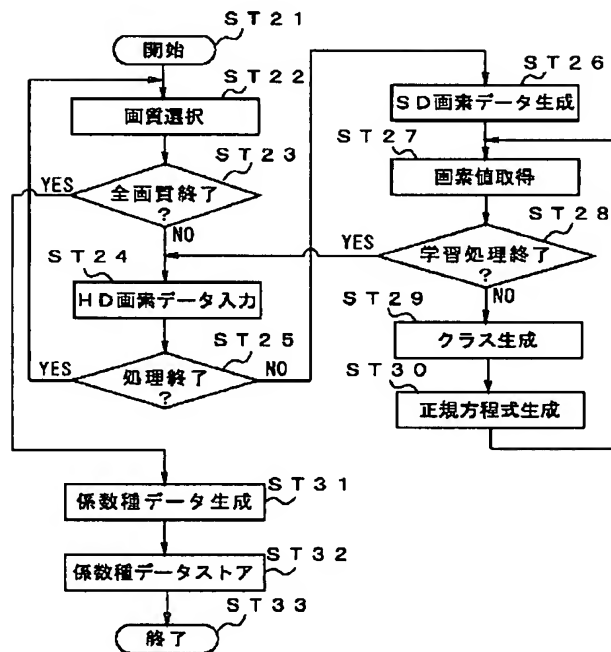 ST21
開始
ST22
画質選択
ST23
YES
全画質終了
?
NO
ST24
HD画素データ入力
ST25
YES
処理終了
?
NO
ST26
SD画素データ生成
ST27
画素値取得
ST28
YES
学習処理終了
?
NO
ST29
クラス生成
ST30
正規方程式生成
ST31
係数種データ生成
ST32
係数種データストア
ST33
終了